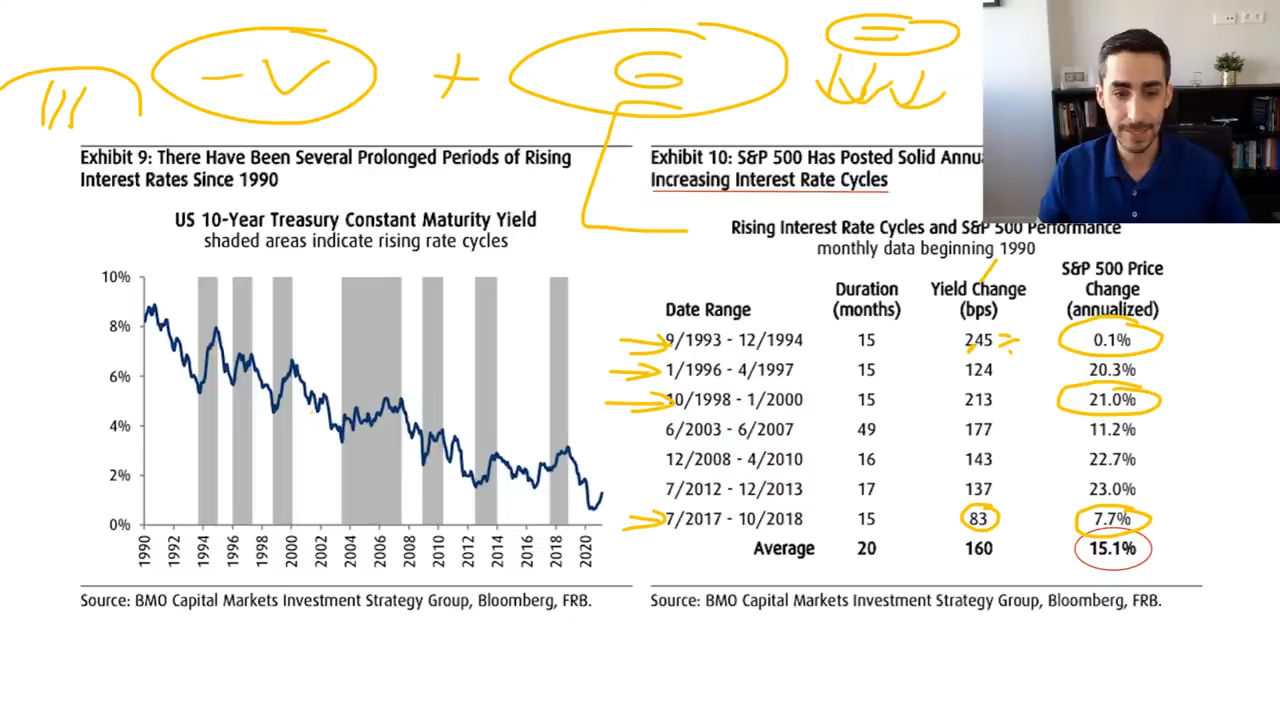 - V + G E
Exhibit 9: There Have Been Several Prolonged Periods of Rising
Interest Rates Since 1990
US 10-Year Treasury Constant Maturity Yield
shaded areas indicate rising rate cycles
10%
8%
6%
4%
2%
0%
1990 1992 1994 1996 1998 2000 2002 2004 2006 2008 2010 2012 2014 2016 2018 2020
Source: BMO Capital Markets Investment Strategy Group, Bloomberg, FRB.
Exhibit 10: S&P 500 Has Posted Solid Annu
Increasing Interest Rate Cycles
Rising Interest Rate Cycles and S&P 500 Performance
monthly data beginning 1990
Date Range Duration (months) Yield Change (bps) S&P 500 Price Change (annualized)
9/1993 - 12/1994 15 245 0.1%
1/1996 - 4/1997 15 124 20.3%
10/1998 - 1/2000 15 213 21.0%
6/2003 - 6/2007 49 177 11.2%
12/2008 - 4/2010 16 143 22.7%
7/2012 - 12/2013 17 137 23.0%
7/2017 - 10/2018 15 83 7.7%
Average 20 160 15.1%
Source: BMO Capital Markets Investment Strategy Group, Bloomberg, FRB.